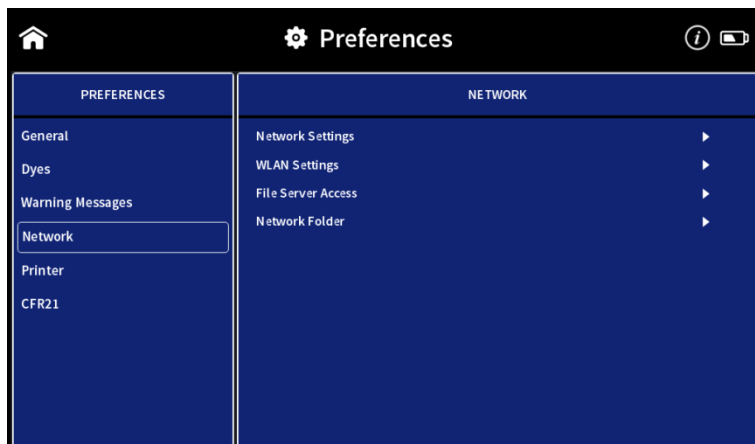 Preferences
PREFERENCES
General
Dyes
Warning Messages
Network
Printer
CFR21
NETWORK
Network Settings
WLAN Settings
File Server Access
Network Folder